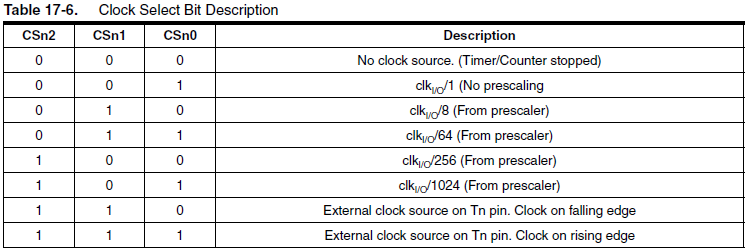 Table 17-6. Clock Select Bit Description
CSn2 CSn1 CSn0 Description
0 0 0 No clock source. (Timer/Counter stopped)
0 0 1 clkI/O/1 (No prescaling
0 1 0 clkI/O/8 (From prescaler)
0 1 1 clkI/O/64 (From prescaler)
1 0 0 clkI/O/256 (From prescaler)
1 0 1 clkI/O/1024 (From prescaler)
1 1 0 External clock source on Tn pin. Clock on falling edge
1 1 1 External clock source on Tn pin. Clock on rising edge